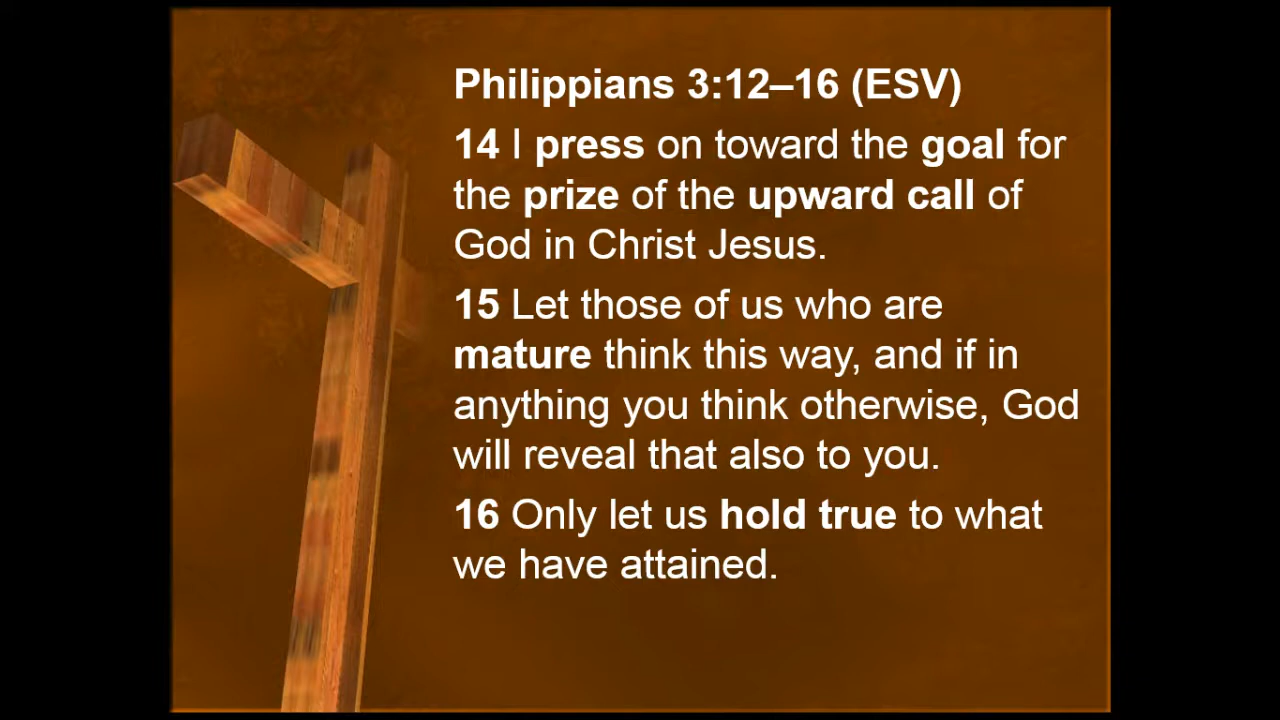 Philippians 3:12–16 (ESV)
14 I press on toward the goal for
the prize of the upward call of
God in Christ Jesus.
15 Let those of us who are
mature think this way, and if in
anything you think otherwise, God
will reveal that also to you.
16 Only let us hold true to what
we have attained.